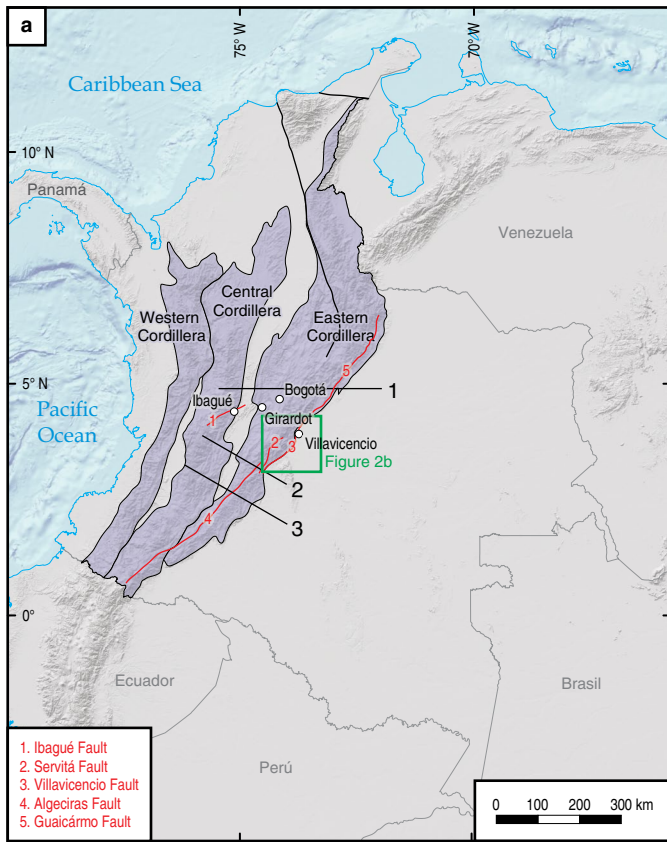 a
75° W
70° W
Caribbean Sea
10° N
Panamá
Venezuela
Central
Cordillera
Western
Cordillera
Eastern
Cordillera
5
5° N
Bogotá
1
Ibagué
Pacific
Ocean
1
Girardot
2
3
Villavicencio
Figure 2b
2
3
4
0°
Ecuador
Brasil
Perú
1. Ibagué Fault
2. Servitá Fault
3. Villavicencio Fault
4. Algeciras Fault
5. Guaicármo Fault
0 100 200 300 km